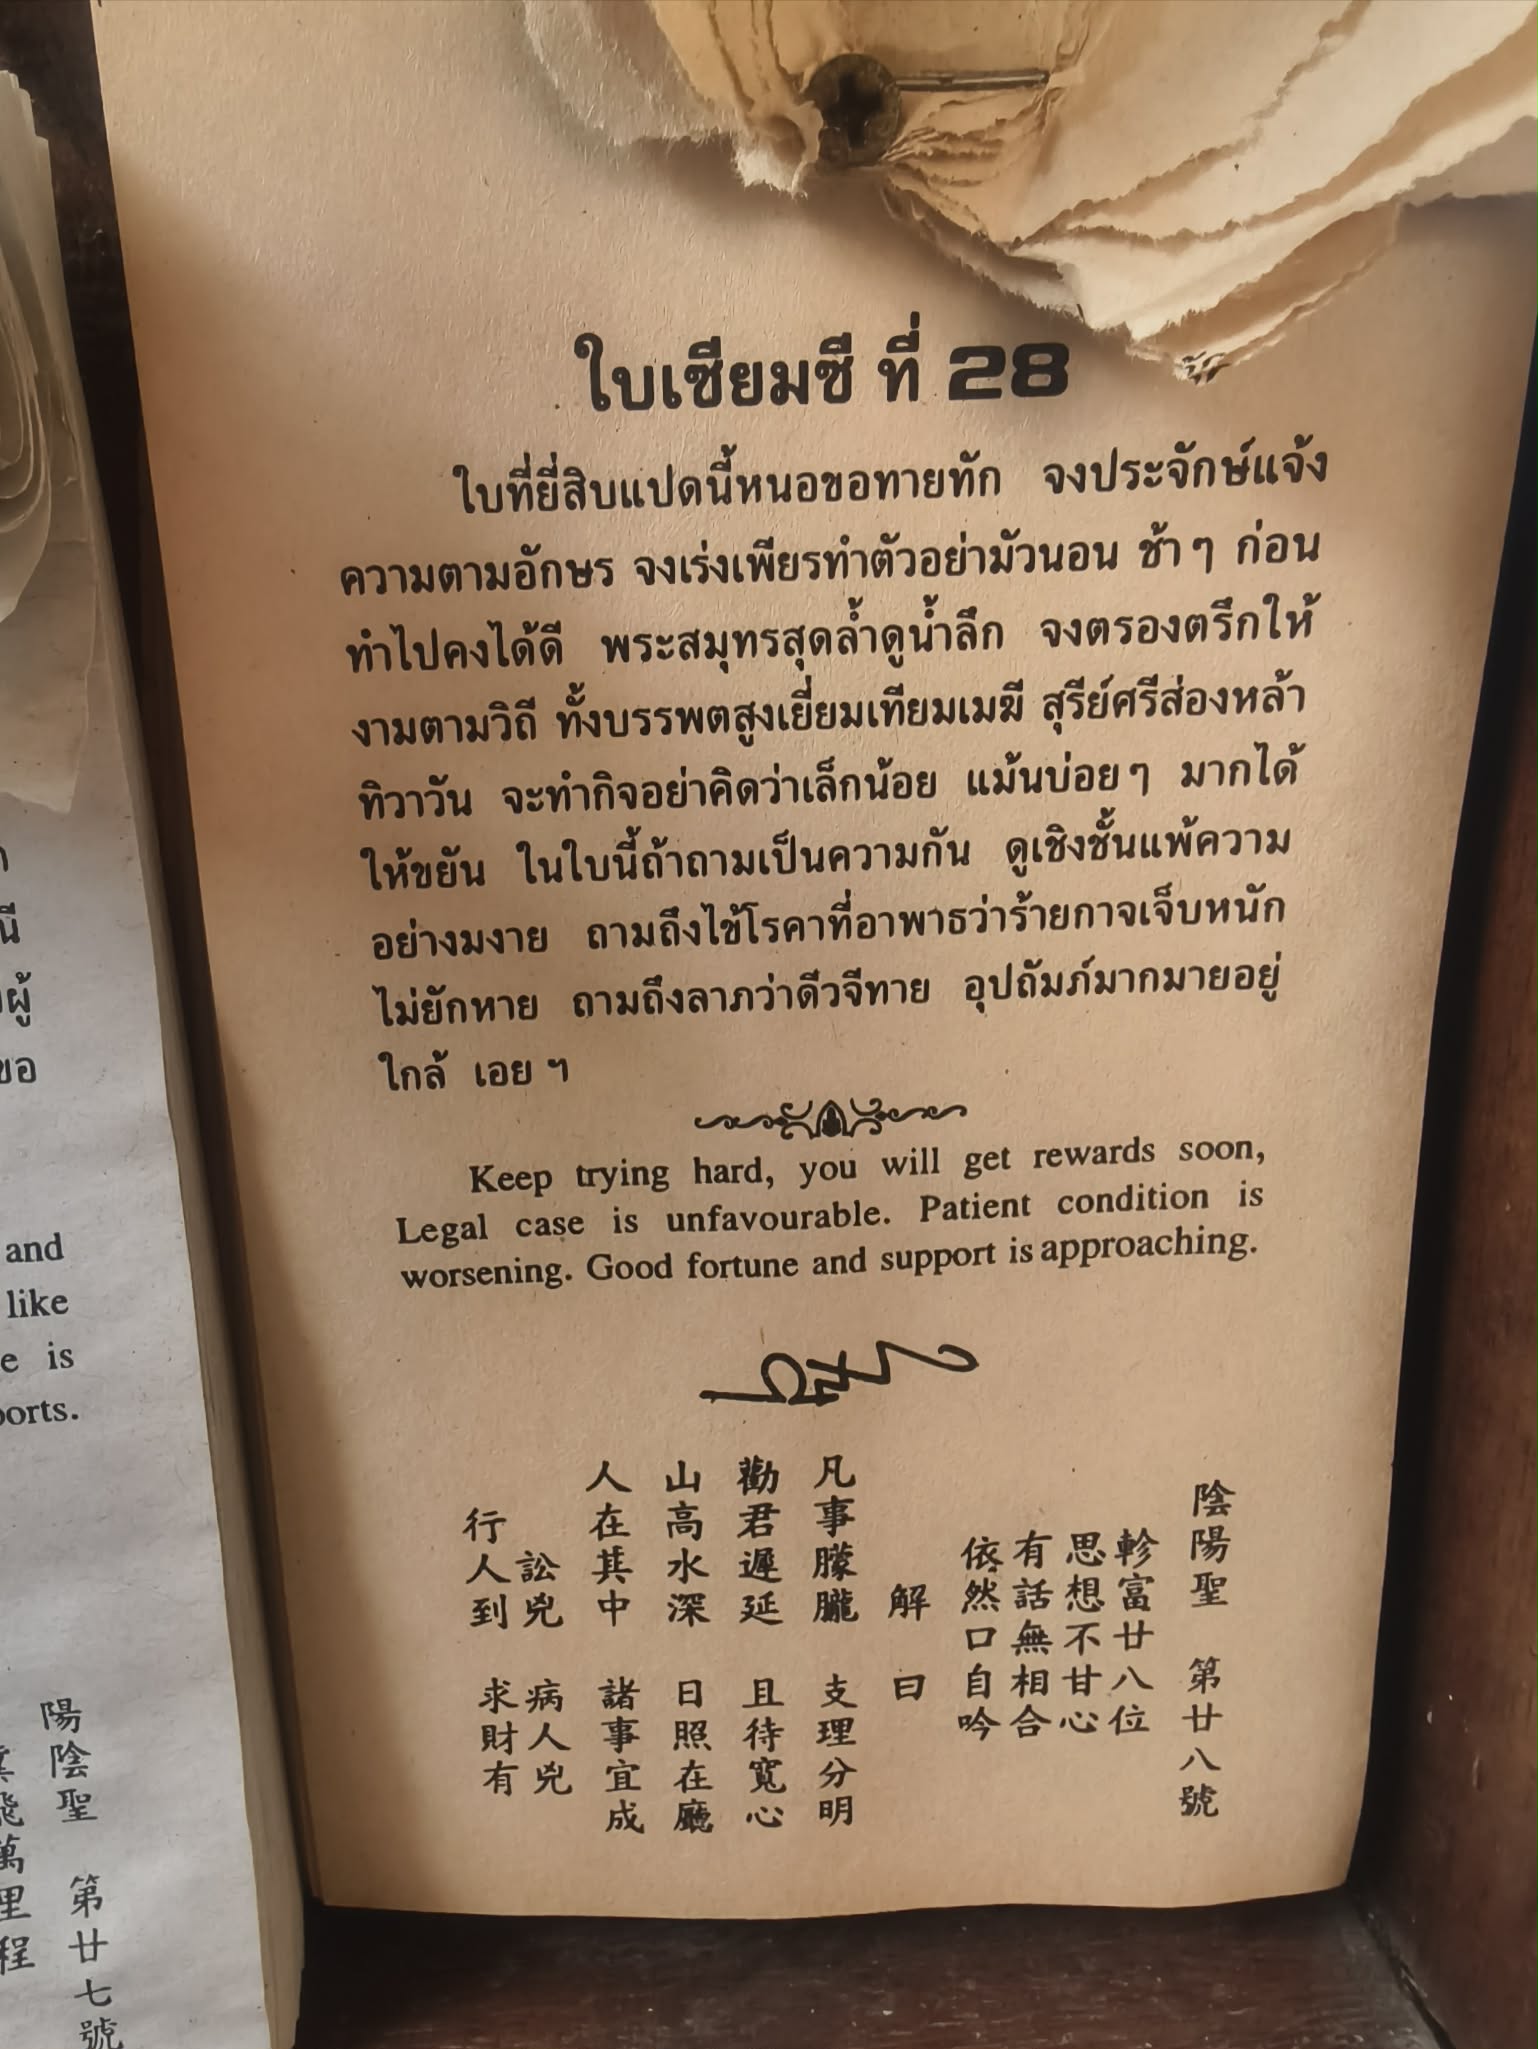 ใบเซียมซี ที่ 28
ใบที่ยี่สิบแปดนี้หนอขอทายทัก จงประจักษ์แจ้ง
ความตามอักษร จงเร่งเพียรทำตัวอย่ามัวนอน ช้าๆ ก่อน
ทำไปคงได้ดี พระสมุทรสุดล้ำดูน้ำลึก จงตรองตรึกให้
งามตามวิถี ทั้งบรรพตสูงเยี่ยมเทียมเมฆี สุรีย์ศรีส่องหล้า
ทิวาวัน จะทำกิจอย่าคิดว่าเล็กน้อย แม้นบ่อยๆ มากได้
ให้ขยัน ในใบนี้ถ้าถามเป็นความกัน ดูเชิงชั้นแพ้ความ
อย่างมงาย ถามถึงไข้โรคาที่อาพาธว่าร้ายกาจเจ็บหนัก
ไม่ยักหาย ถามถึงลาภว่าดีวจีทาย อุปถัมภ์มากมายอยู่
ใกล้ เอย ฯ
Keep trying hard, you will get rewards soon,
Legal case is unfavourable. Patient condition is
worsening. Good fortune and support is approaching.
陰陽聖 第廿八號
軫富廿八位
思想不甘心
有話無相合
依然口自吟
解曰
凡事朦朧 支理分明
勸君遲延 且待寬心
山高水深 日照在廳
人在其中 諸事宜成
訟兇 病人兇
行人到 求財有
ผู้
ขอ
and
like
is
陽陰聖 第廿七號
飛萬里程